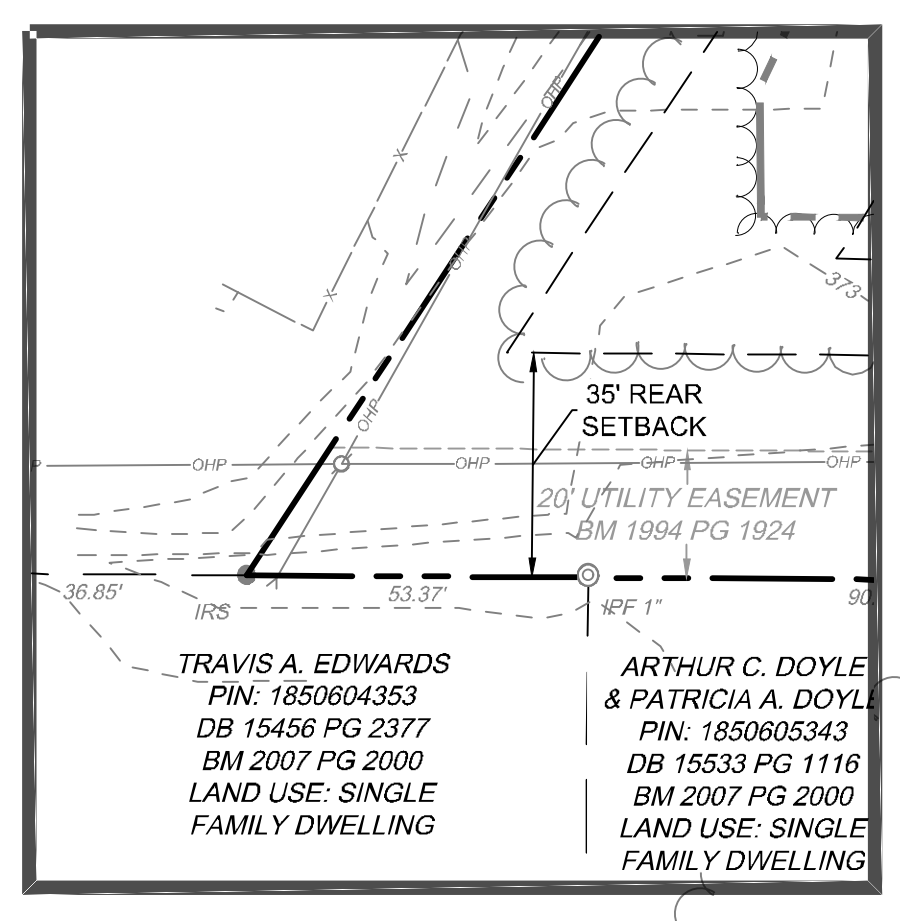 OHP
OHP
373
OHP
35' REAR
SETBACK
P
OHP
OHP
OHP
OHP
20' UTILITY EASEMENT
BM 1994 PG 1924
36.85'
53.37'
90.
IRS
IPF 1"
TRAVIS A. EDWARDS
PIN: 1850604353
DB 15456 PG 2377
BM 2007 PG 2000
LAND USE: SINGLE
FAMILY DWELLING
ARTHUR C. DOYLE
& PATRICIA A. DOYLE
PIN: 1850605343
DB 15533 PG 1116
BM 2007 PG 2000
LAND USE: SINGLE
FAMILY DWELLING